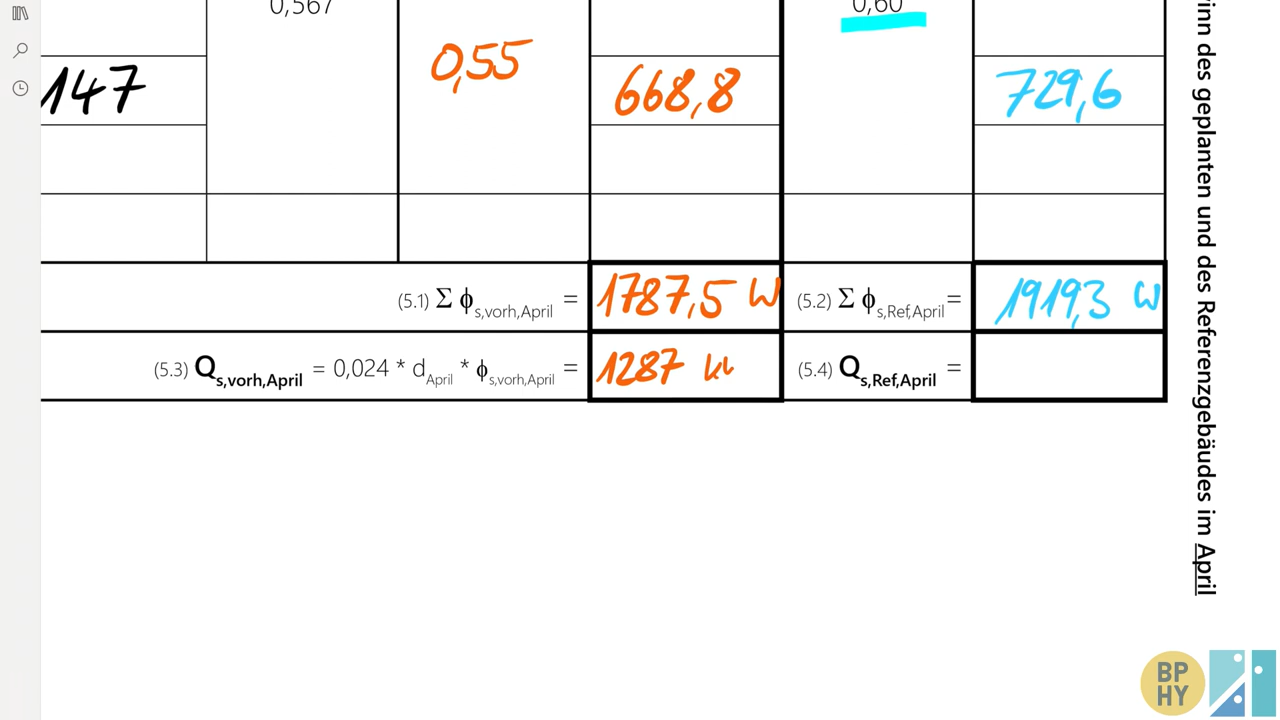 0,567
0,60
0,55
147
668,8
729,6
(5.1) Σ ϕs,vorh,April = 1787,5 W (5.2) Σ ϕs,Ref,April =  1919,3 W
(5.3) Qs,vorh,April = 0,024 * dApril * ϕs,vorh,April = 1287 kW (5.4) Qs,Ref,April =
inn des geplanten und des Referenzgebäudes im April
BP
HY